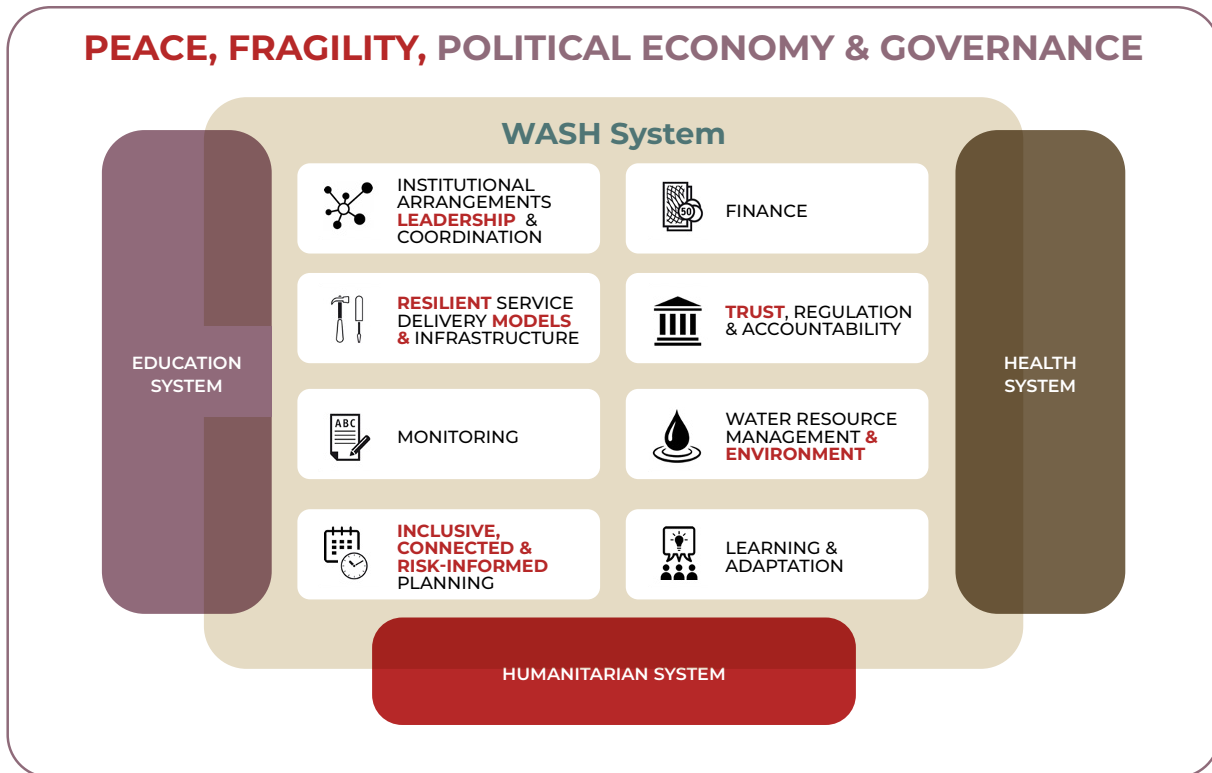 PEACE, FRAGILITY, POLITICAL ECONOMY & GOVERNANCE
WASH System
INSTITUTIONAL
ARRANGEMENTS
LEADERSHIP &
COORDINATION
50
FINANCE
RESILIENT SERVICE
DELIVERY MODELS
& INFRASTRUCTURE
TRUST, REGULATION
& ACCOUNTABILITY
EDUCATION
SYSTEM
HEALTH
SYSTEM
ABC
MONITORING
WATER RESOURCE
MANAGEMENT &
ENVIRONMENT
INCLUSIVE,
CONNECTED &
RISK-INFORMED
PLANNING
LEARNING &
ADAPTATION
HUMANITARIAN SYSTEM